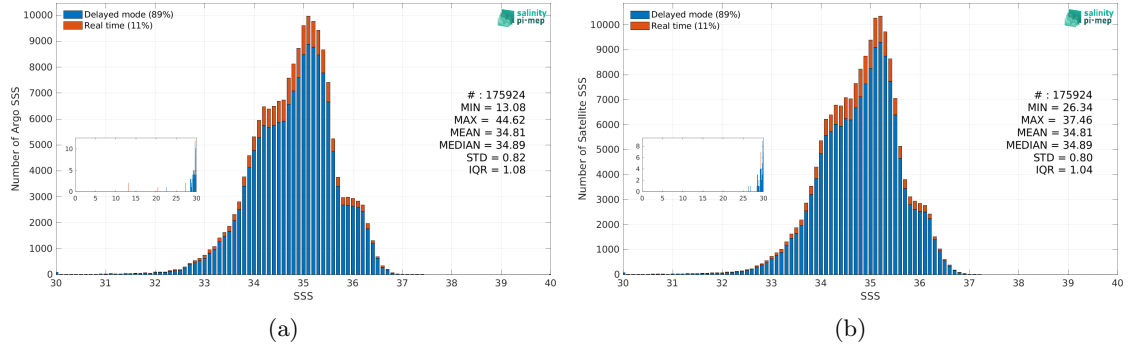 Delayed mode (89%)
Real time (11%)
salinity
pi-mep
10000
9000
8000
7000
6000
5000
4000
3000
2000
1000
0
Number of Argo SSS
# : 175924
MIN = 13.08
MAX = 44.62
MEAN = 34.81
MEDIAN = 34.89
STD = 0.82
IQR = 1.08
10
5
0
0 5 10 15 20 25 30
30 31 32 33 34 35 36 37 38 39 40
SSS
(a)
Delayed mode (89%)
Real time (11%)
salinity
pi-mep
10000
9000
8000
7000
6000
5000
4000
3000
2000
1000
0
Number of Satellite SSS
# : 175924
MIN = 26.34
MAX = 37.46
MEAN = 34.81
MEDIAN = 34.89
STD = 0.80
IQR = 1.04
8
6
4
2
0
0 5 10 15 20 25 30
30 31 32 33 34 35 36 37 38 39 40
SSS
(b)